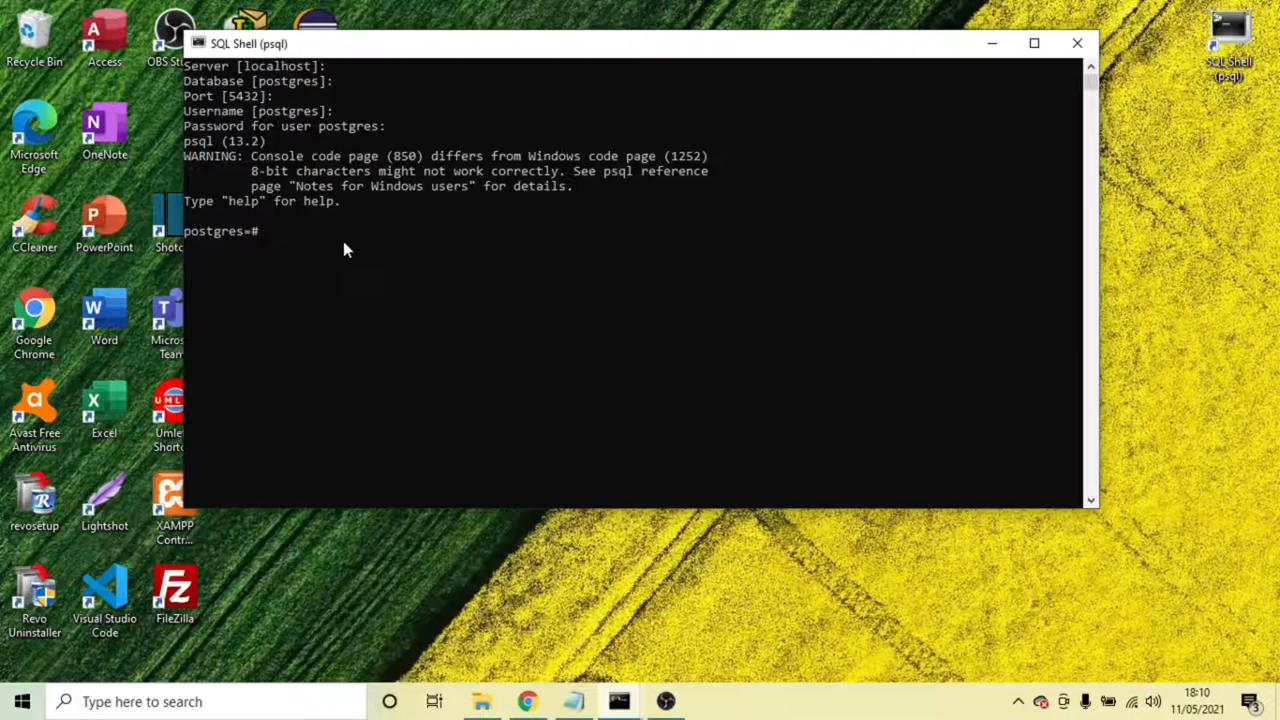 SQL Shell (psql)
Server [localhost]:
Database [postgres]:
Port [5432]:
Username [postgres]:
Password for user postgres:
psql (13.2)
WARNING: Console code page (850) differs from Windows code page (1252)
8-bit characters might not work correctly. See psql reference
page "Notes for Windows users" for details.
Type "help" for help.
postgres=#
Recycle Bin
Access
OBS Stu
SQL Shell
(psql)
Microsoft
Edge
OneNote
CCleaner
PowerPoint
Shotc
Google
Chrome
Word
Micros
Team
Avast Free
Antivirus
Excel
UML
Umlet
Shortc
revosetup
Lightshot
XAMPP
Contr...
Revo
Uninstaller
Visual Studio
Code
FileZilla
Type here to search
18:10
11/05/2021
3